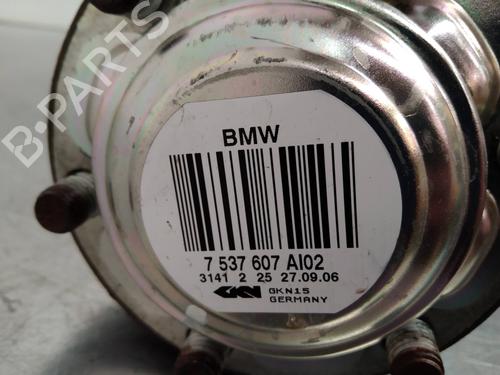 B-PARTS
BMW
7 537 607 AI02
3141 2 25 27.09.06
GKN GKN15
GERMANY